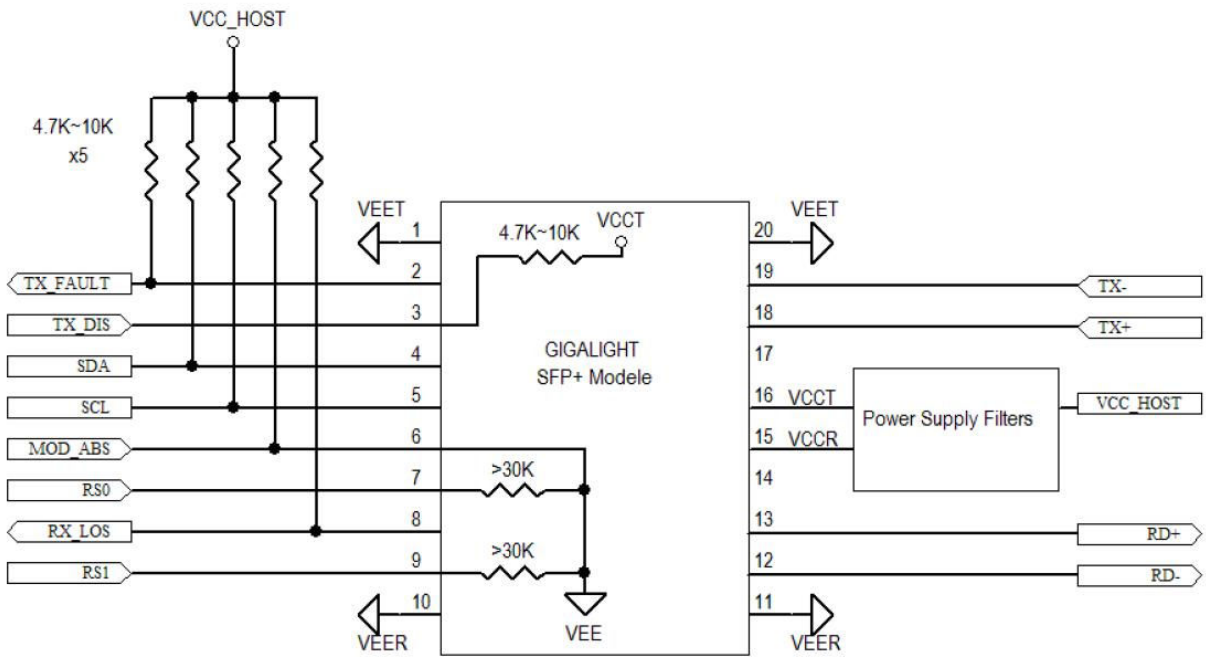 VCC_HOST
4.7K~10K
x5
VEET
1
4.7K~10K
VCCT
20
VEET
TX_FAULT
2
19
TX-
TX_DIS
3
18
TX+
SDA
4
GIGALIGHT
SFP+ Modele
17
SCL
5
16
VCCT
Power Supply Filters
VCC_HOST
MOD_ABS
6
15
VCCR
RS0
7
>30K
14
RX_LOS
8
13
RD+
RS1
9
>30K
12
RD-
10
VEER
VEE
11
VEER